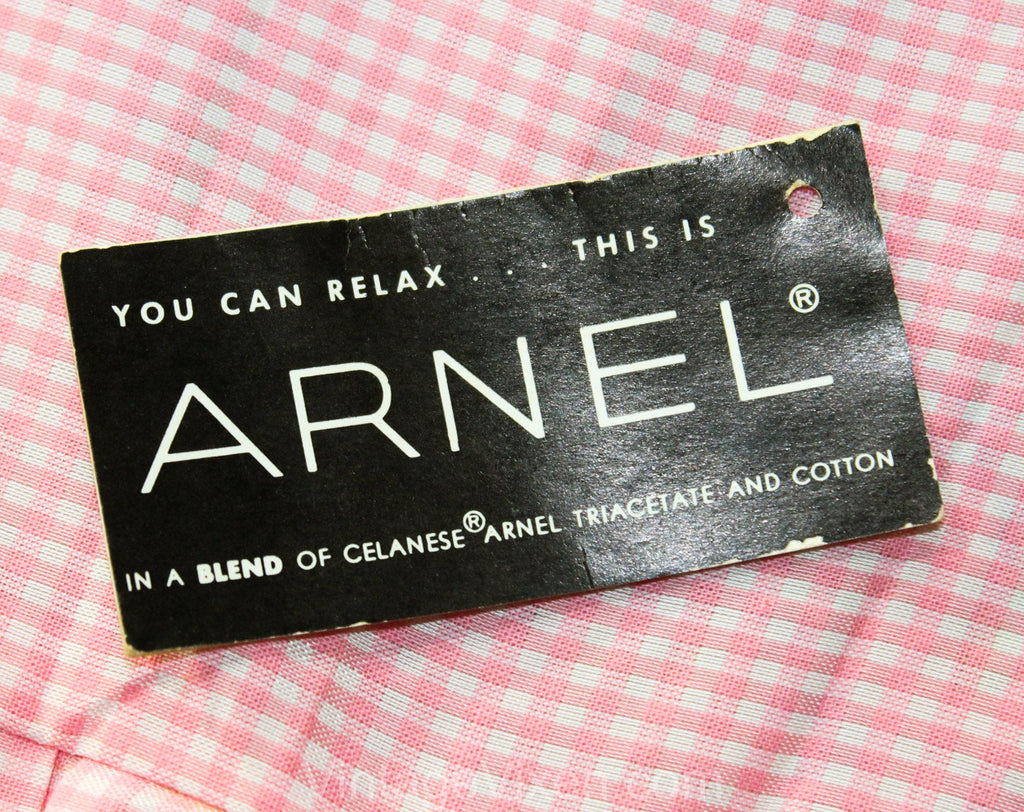 YOU CAN RELAX . . . THIS IS
ARNEL®
IN A BLEND OF CELANESE® ARNEL TRIACETATE AND COTTON